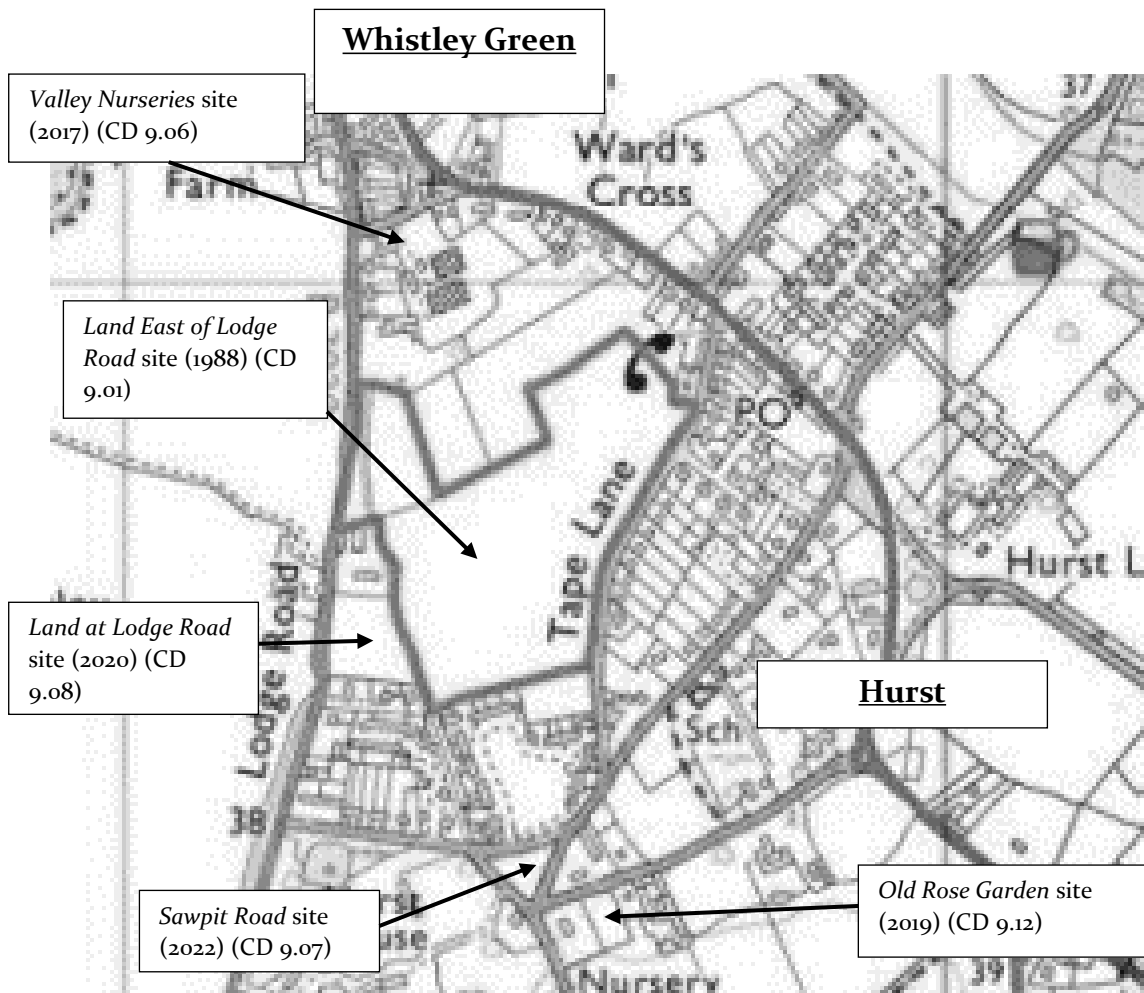 Whistley Green
Valley Nurseries site
(2017) (CD 9.06)
37
Ward's
Cross
Farm
Land East of Lodge
Road site (1988) (CD
9.01)
PO
Tape Lane
Hurst L
Lodge Road
Land at Lodge Road
site (2020) (CD
9.08)
Hurst
Sch
38
Sawpit Road site
(2022) (CD 9.07)
Old Rose Garden site
(2019) (CD 9.12)
Nursery
39